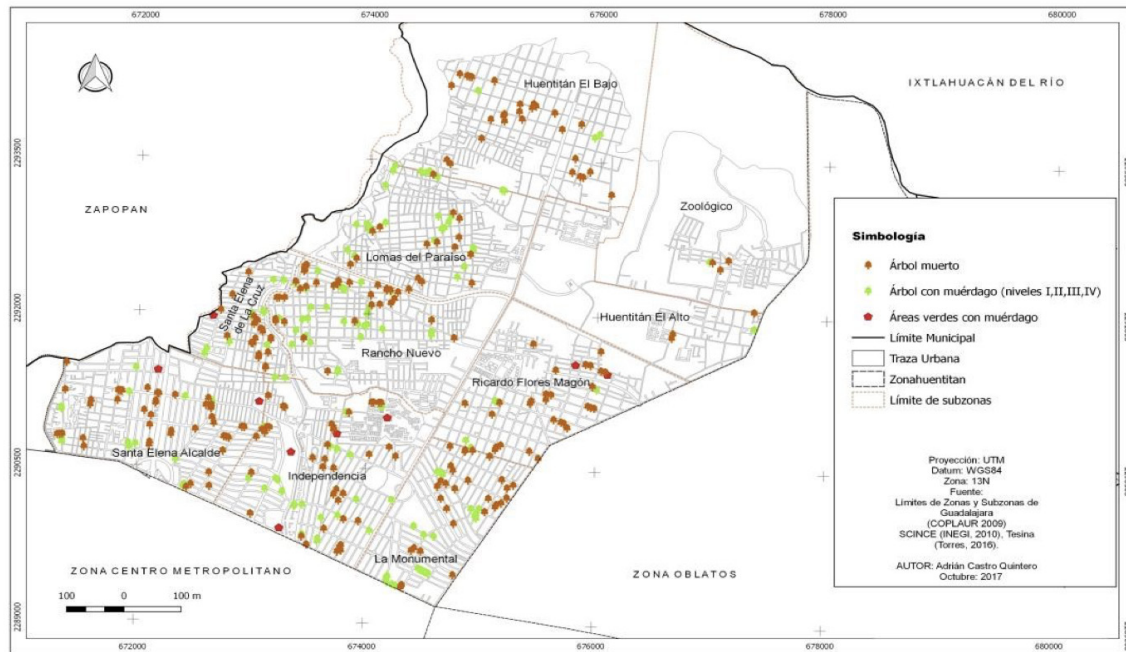 672000 674000 676000 678000 680000
2293500
2292000
2290500
2289000
IXTLAHUACÁN DEL RÍO
ZAPOPAN
Huentitán El Bajo
Zoológico
Lomas del Paraíso
Santa Elena
de La Cruz
Huentitán El Alto
Rancho Nuevo
Ricardo Flores Magón
Santa Elena Alcalde
Independencia
La Monumental
ZONA CENTRO METROPOLITANO
ZONA OBLATOS
100 0 100 m
Simbología
Árbol muerto
Árbol con muérdago (niveles I,II,III,IV)
Áreas verdes con muérdago
Límite Municipal
Traza Urbana
Zonahuentitan
Límite de subzonas
Proyección: UTM
Datum: WGS84
Zona: 13N
Fuente:
Límites de Zonas y Subzonas de
Guadalajara
(COPLAUR 2009)
SCINCE (INEGI, 2010), Tesina
(Torres, 2016).
AUTOR: Adrián Castro Quintero
Octubre: 2017
672000 674000 676000 678000 680000